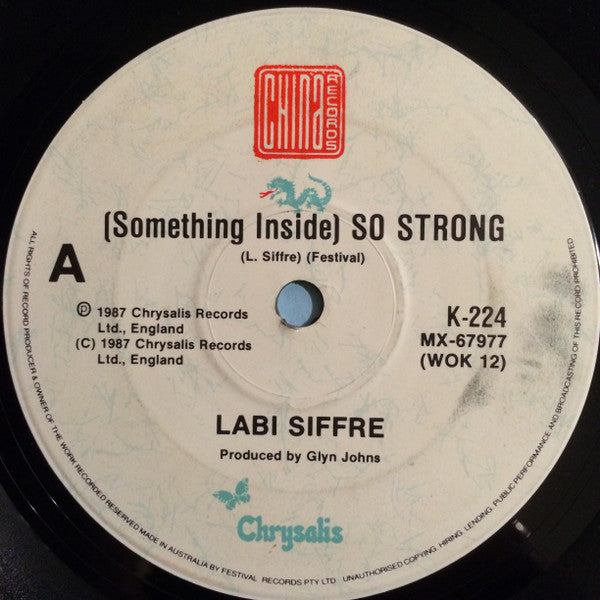 CHINA
RECORDS
(Something Inside) SO STRONG
(L. Siffre) (Festival)
A
℗ 1987 Chrysalis Records
Ltd., England
(C) 1987 Chrysalis Records
Ltd., England
K-224
MX-67977
(WOK 12)
LABI SIFFRE
Produced by Glyn Johns
Chrysalis
ALL RIGHTS OF RECORD PRODUCER & OWNER OF THE WORK RECORDED RESERVED MADE IN AUSTRALIA BY FESTIVAL RECORDS PTY LTD. UNAUTHORISED COPYING, HIRING, LENDING, PUBLIC PERFORMANCE AND BROADCASTING OF THIS RECORD PROHIBITED